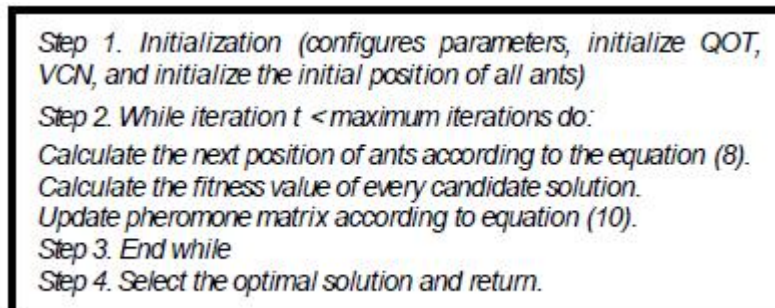 Step 1. Initialization (configures parameters, initialize QOT,
VCN, and initialize the initial position of all ants)
Step 2. While iteration t < maximum iterations do:
Calculate the next position of ants according to the equation (8).
Calculate the fitness value of every candidate solution.
Update pheromone matrix according to equation (10).
Step 3. End while
Step 4. Select the optimal solution and return.